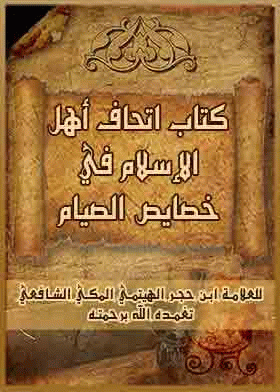 كتاب اتحاف أهل
الإسلام في
خصايص الصيام
للعلامة ابن حجر الهيتمي المكي الشافعي
تغمده الله برحمته